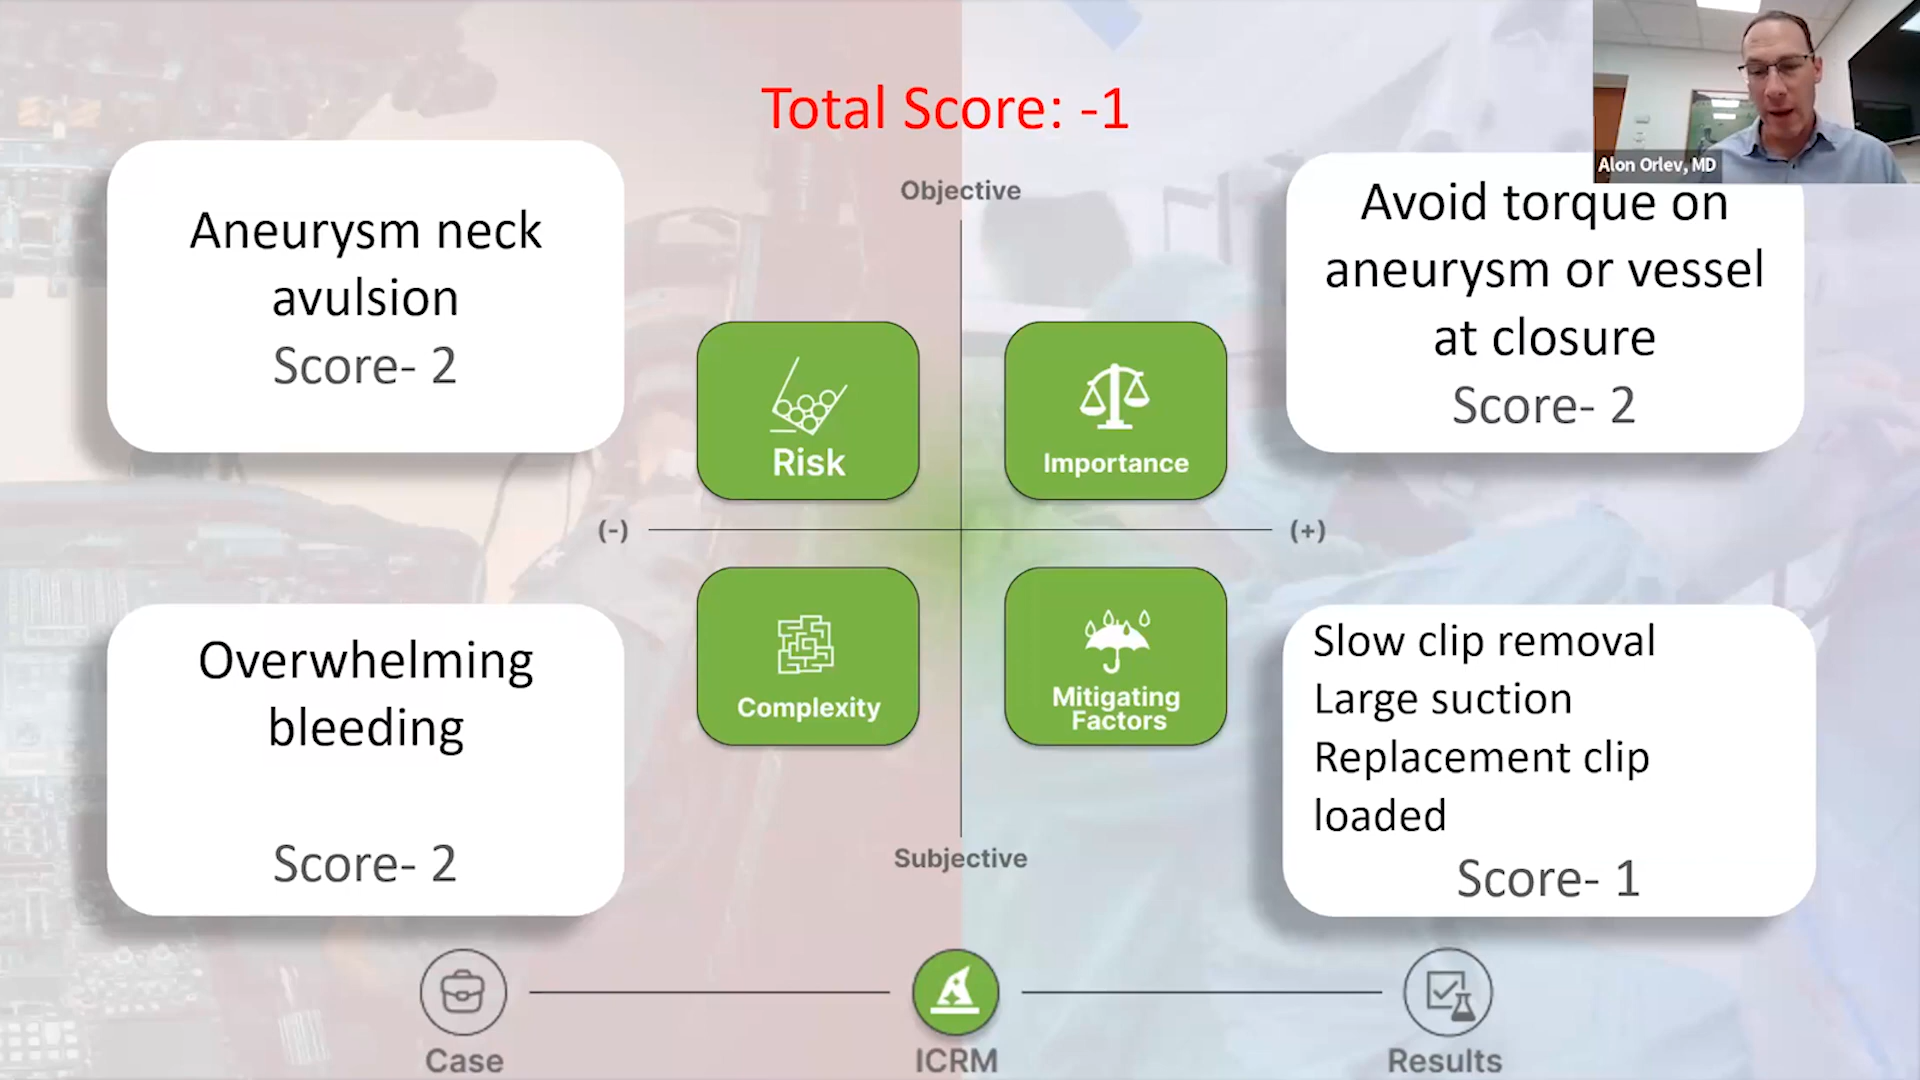 Total Score: -1
Alon Orlev, MD
Objective
Aneurysm neck
avulsion
Score- 2
Avoid torque on
aneurysm or vessel
at closure
Score- 2
Risk
Importance
(-)
(+)
Complexity
Mitigating
Factors
Overwhelming
bleeding
Score- 2
Slow clip removal
Large suction
Replacement clip
loaded
Score- 1
Subjective
Case
ICRM
Results